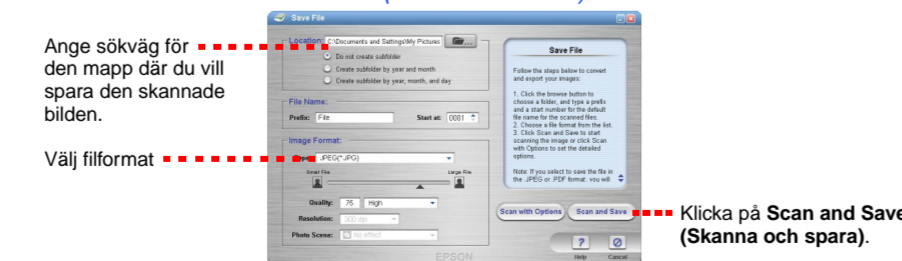 Save File
Ange sökväg för
den mapp där du vill
spara den skannade
bilden.
Välj filformat
Location: C:\Documents and Settings\My Pictures
Do not create subfolder
Create subfolder by year and month
Create subfolder by year, month, and day
File Name:
Prefix: File Start at: 0081
Image Format:
JPEG(*.JPG)
Small File Large File
Quality: 75 High
Resolution: 300 dpi
Photo Scene: no effect
Save File
Follow the steps below to convert
and export your images:
1. Click the browse button to
choose a folder, and type a prefix
and a start number for the default
file name for the scanned files.
2. Choose a file format from the list.
3. Click Scan and Save to start
scanning the image or click Scan
with Options to set the detailed
options.
Note: If you select to save the file in
the .JPEG or .PDF format, you will
Scan with Options Scan and Save
? 
Help Cancel
EPSON
Klicka på Scan and Save
(Skanna och spara).